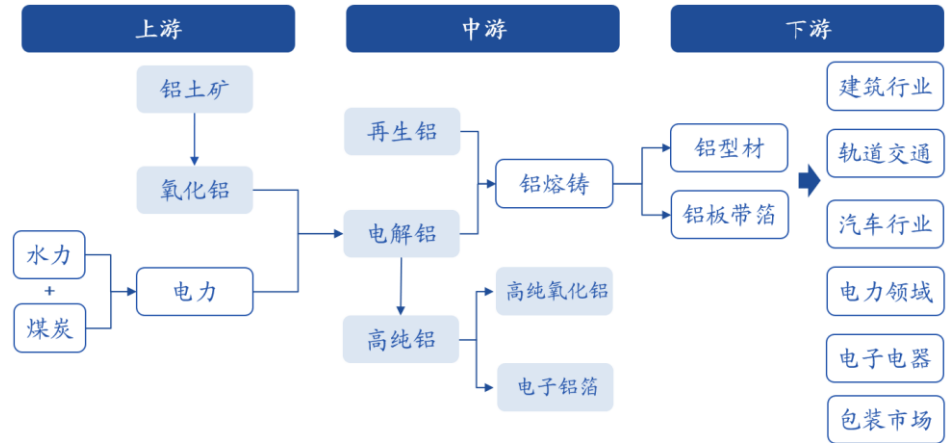 上游
中游
下游
铝土矿
氧化铝
水力
+
煤炭
电力
再生铝
电解铝
高纯铝
铝熔铸
高纯氧化铝
电子铝箔
铝型材
铝板带箔
建筑行业
轨道交通
汽车行业
电力领域
电子电器
包装市场